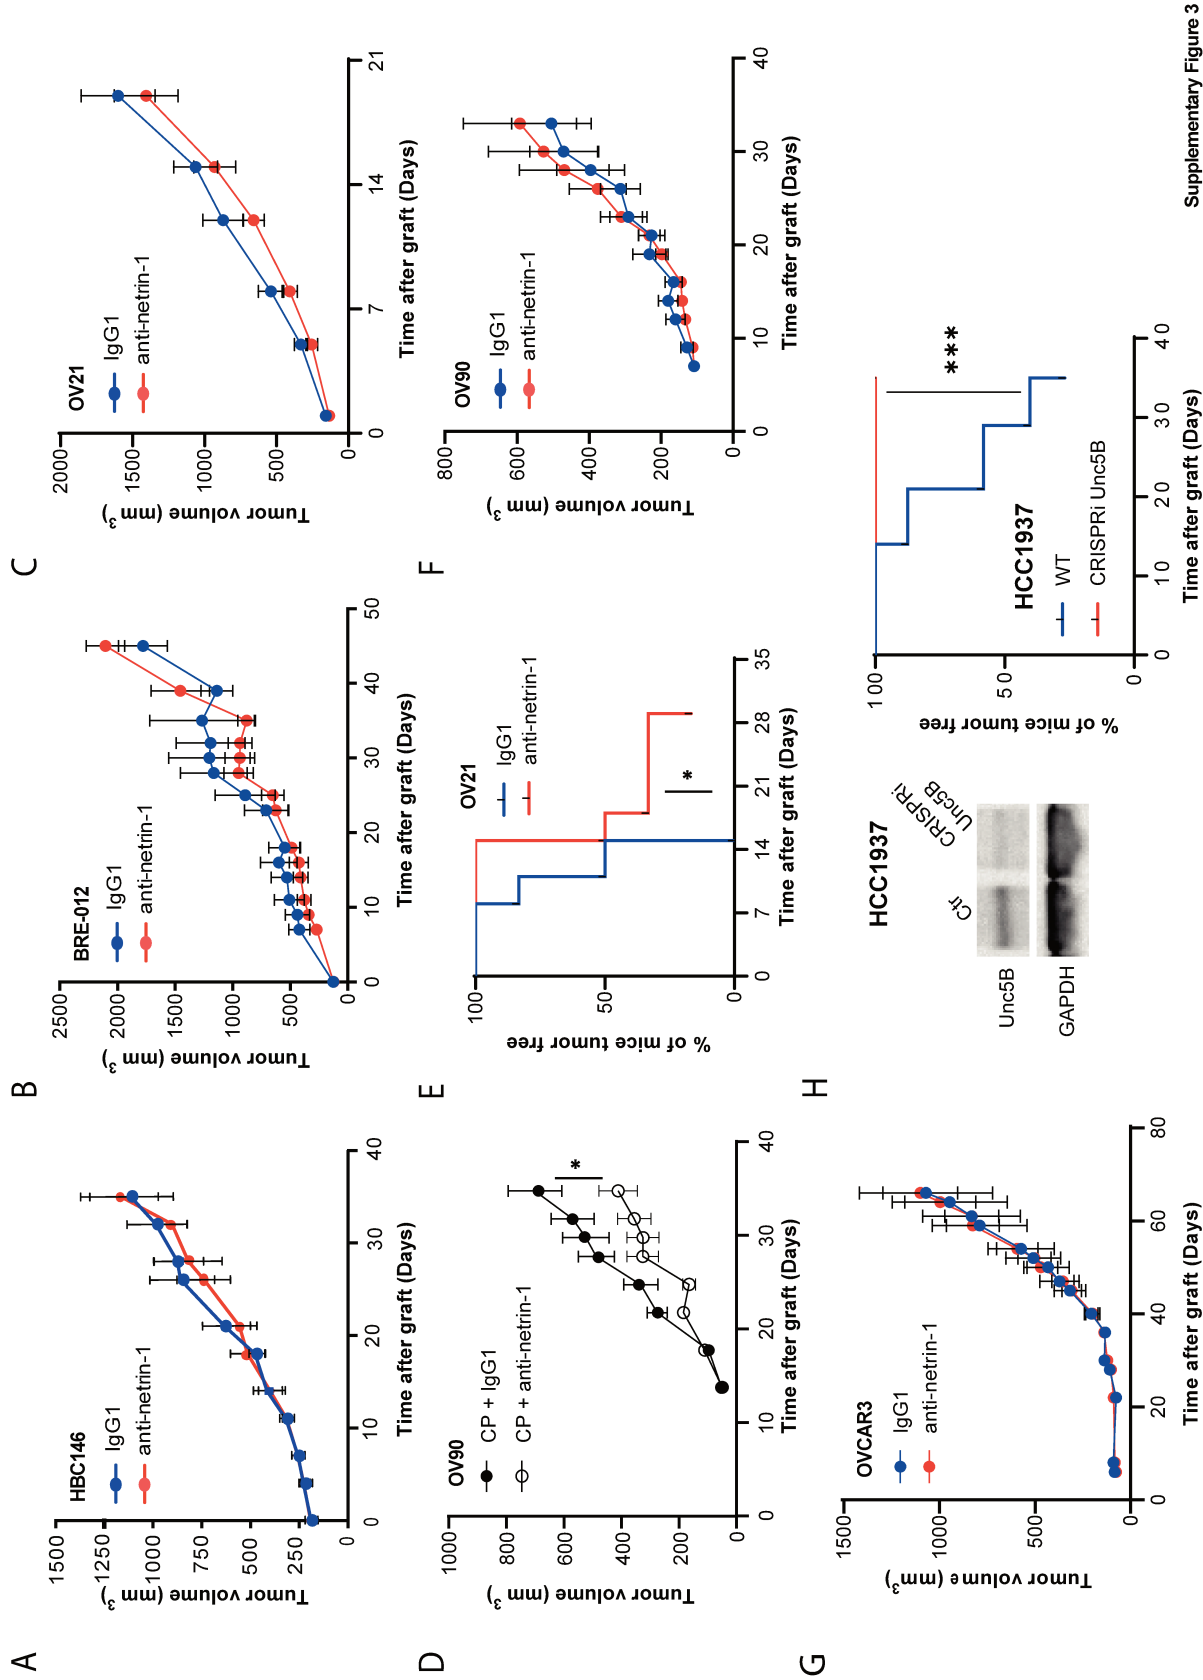 A
HBC146
IgG1
anti-netrin-1
Tumor volume (mm3)
1500
1250
1000
750
500
250
0
0 10 20 30 40
Time after graft (Days)
B
BRE-012
IgG1
anti-netrin-1
Tumor volume (mm3)
2500
2000
1500
1000
500
0
0 10 20 30 40 50
Time after graft (Days)
C
OV21
IgG1
anti-netrin-1
Tumor volume (mm3)
2000
1500
1000
500
0
0 7 14 21
Time after graft (Days)
D
OV90
CP + IgG1
CP + anti-netrin-1
*
Tumor volume (mm3)
1000
800
600
400
200
0
0 10 20 30 40
Time after graft (Days)
E
OV21
IgG1
anti-netrin-1
*
% of mice tumor free
100
50
0
0 7 14 21 28 35
Time after graft (Days)
F
OV90
IgG1
anti-netrin-1
Tumor volume (mm3)
800
600
400
200
0
0 10 20 30 40
Time after graft (Days)
G
OVCAR3
IgG1
anti-netrin-1
Tumor volume (mm3)
1500
1000
500
0
0 20 40 60 80
Time after graft (Days)
H
HCC1937
Ctr
CRISPRi
Unc5B
Unc5B
GAPDH
HCC1937
WT
CRISPRi Unc5B
***
% of mice tumor free
100
50
0
0 10 20 30 40
Time after graft (Days)
Supplementary Figure 3